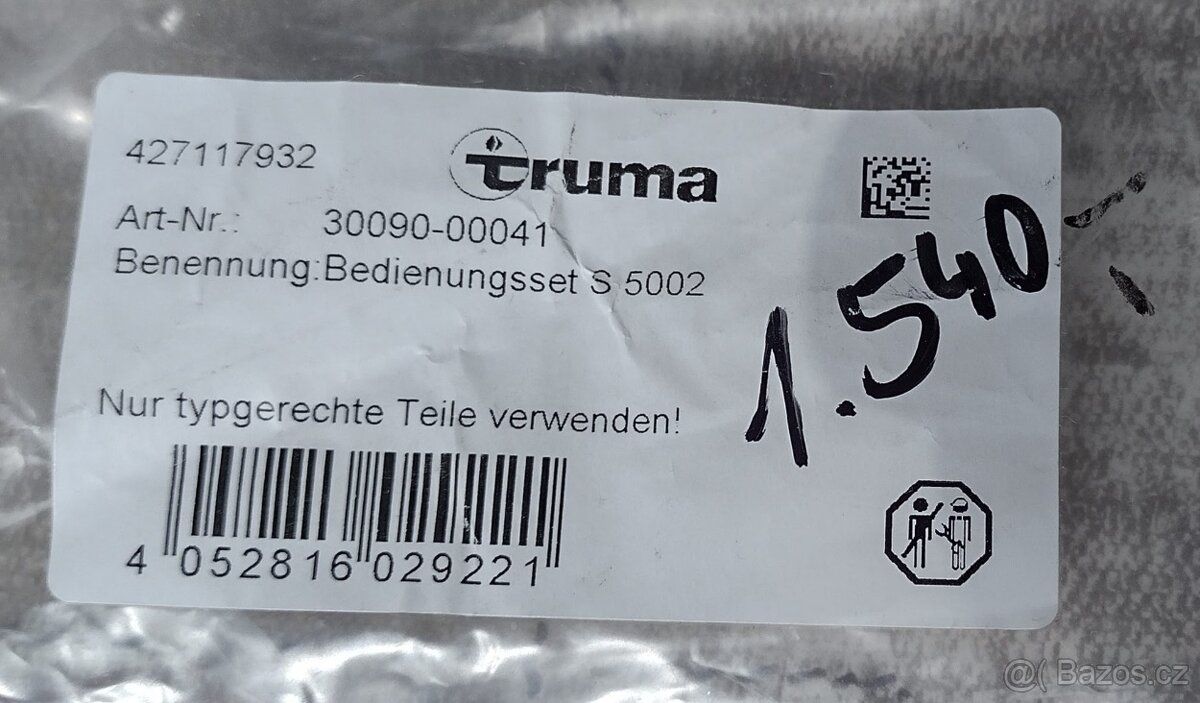 427117932
truma
Art-Nr.: 30090-00041
Benennung:Bedienungsset S 5002
1.540,-
Nur typgerechte Teile verwenden!
4 052816 029221
@( Bazos.cz